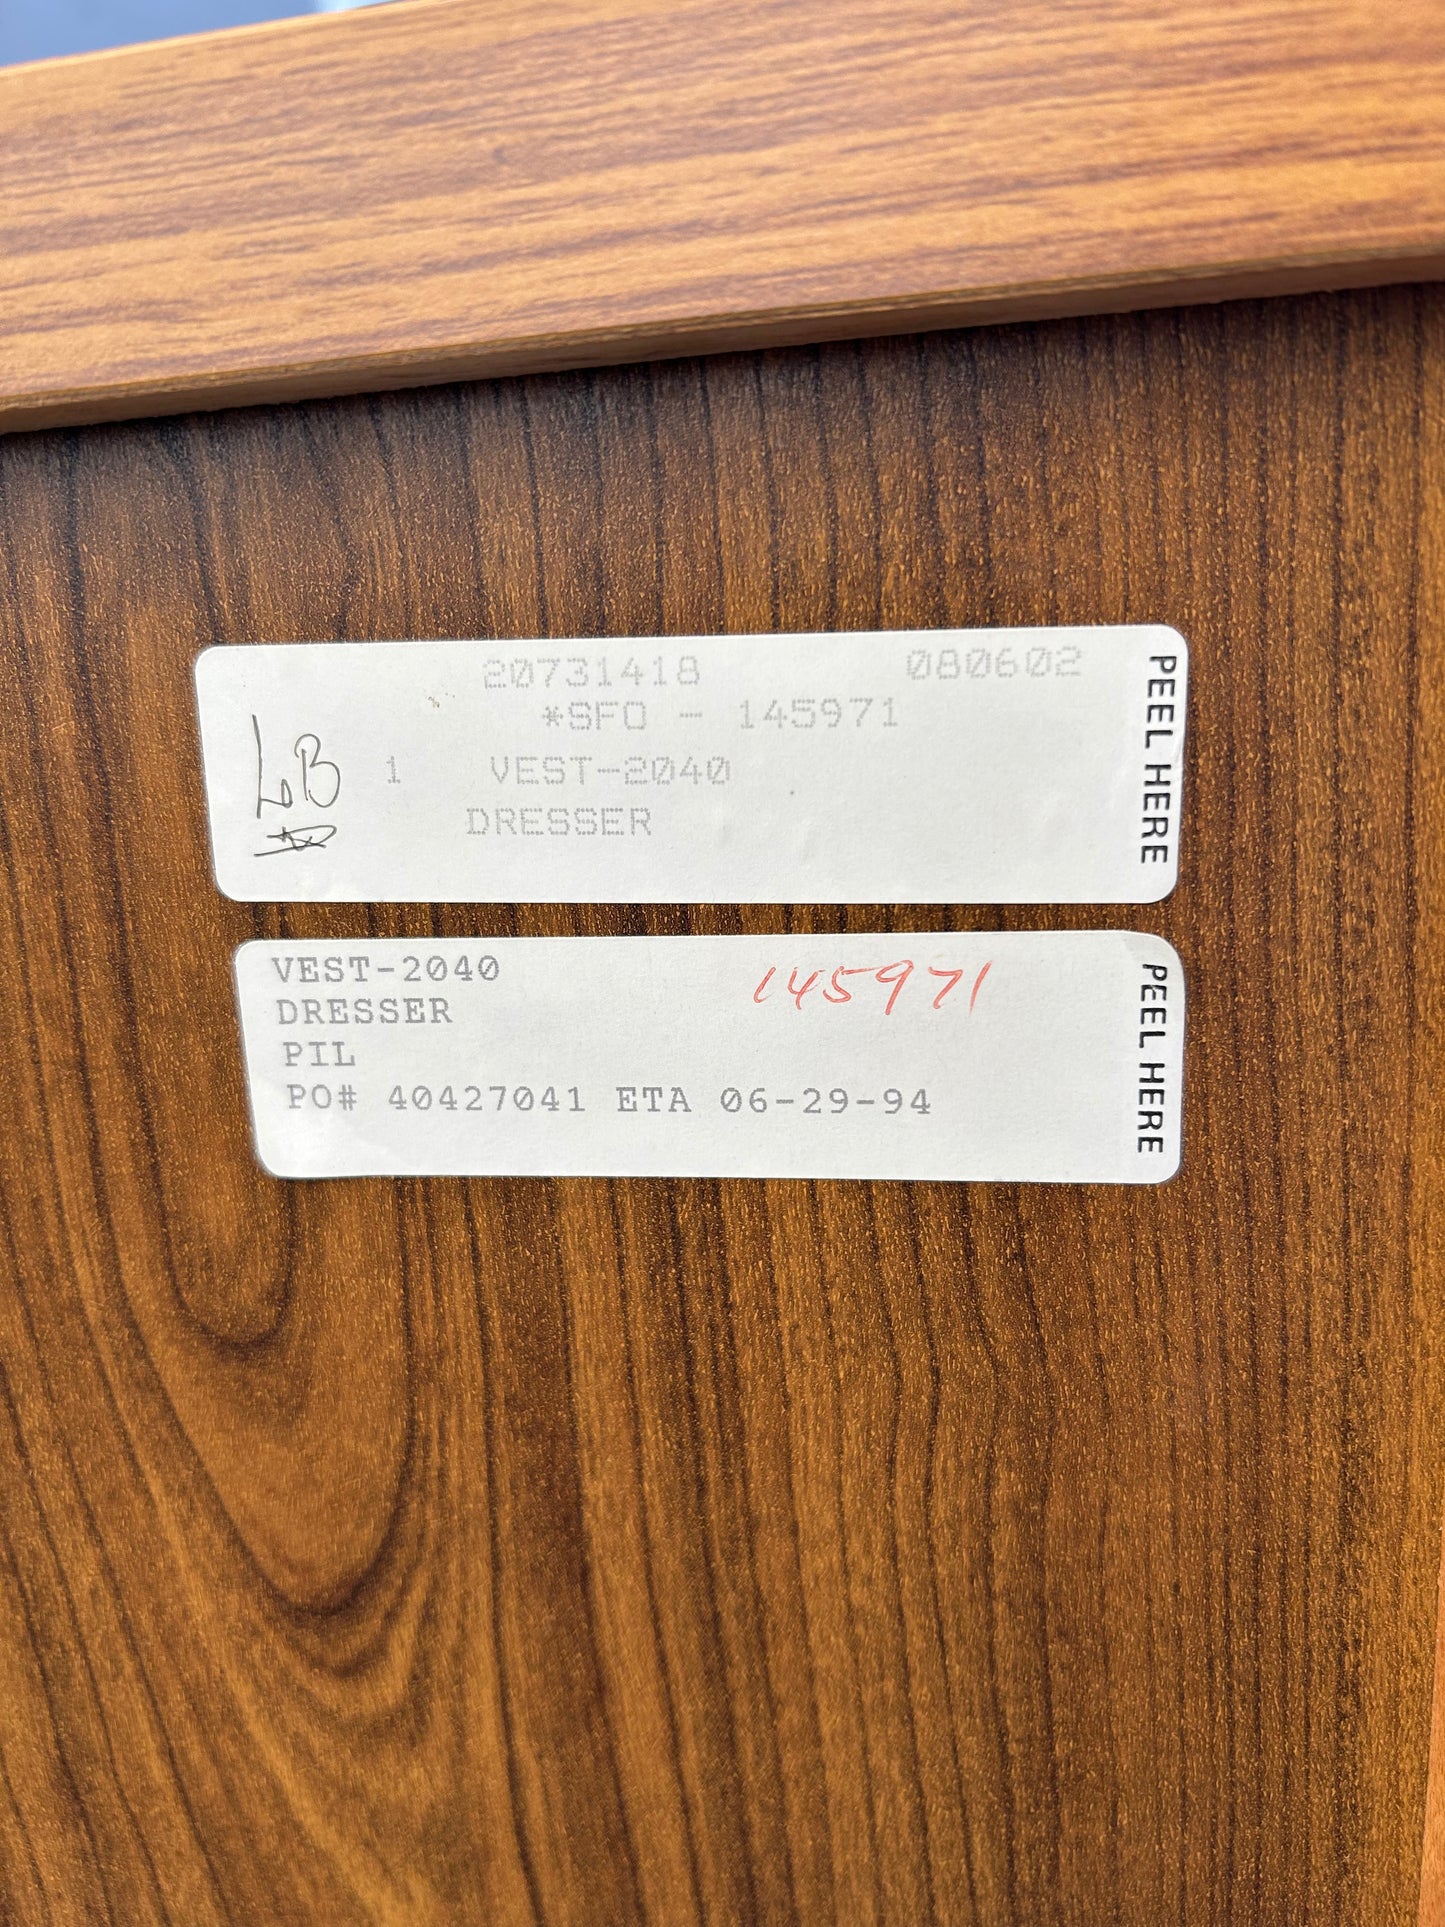 20731418 080602
*SFO - 145971
LB 1 VEST-2040
DRESSER
PEEL HERE
VEST-2040 145971
DRESSER
PIL
PO# 40427041 ETA 06-29-94
PEEL HERE